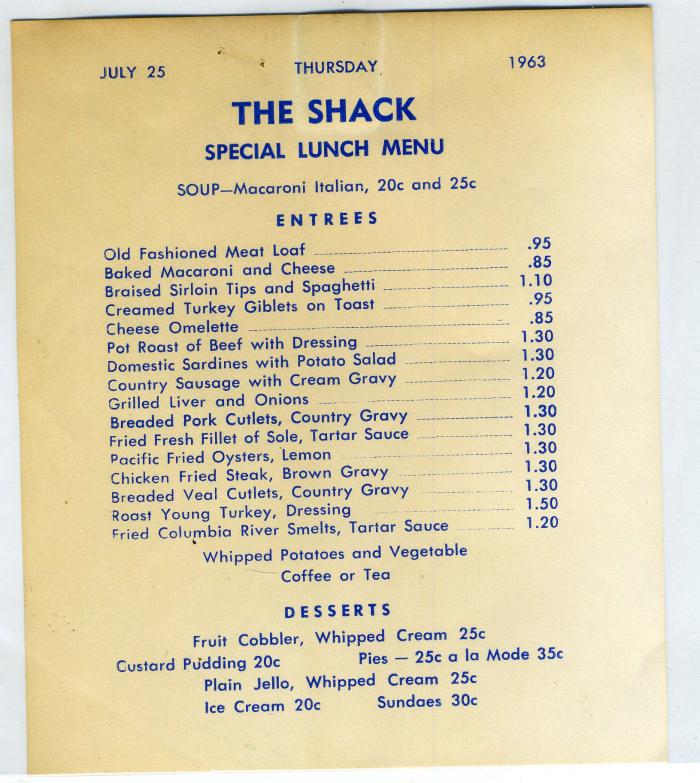 JULY 25 THURSDAY 1963
THE SHACK
SPECIAL LUNCH MENU
SOUP—Macaroni Italian, 20c and 25c
ENTREES
Old Fashioned Meat Loaf .95
Baked Macaroni and Cheese .85
Braised Sirloin Tips and Spaghetti 1.10
Creamed Turkey Giblets on Toast .95
Cheese Omelette .85
Pot Roast of Beef with Dressing 1.30
Domestic Sardines with Potato Salad 1.30
Country Sausage with Cream Gravy 1.20
Grilled Liver and Onions 1.20
Breaded Pork Cutlets, Country Gravy 1.30
Fried Fresh Fillet of Sole, Tartar Sauce 1.30
Pacific Fried Oysters, Lemon 1.30
Chicken Fried Steak, Brown Gravy 1.30
Breaded Veal Cutlets, Country Gravy 1.30
Roast Young Turkey, Dressing 1.50
Fried Columbia River Smelts, Tartar Sauce 1.20
Whipped Potatoes and Vegetable
Coffee or Tea
DESSERTS
Fruit Cobbler, Whipped Cream 25c
Custard Pudding 20c Pies — 25c a la Mode 35c
Plain Jello, Whipped Cream 25c
Ice Cream 20c Sundaes 30c